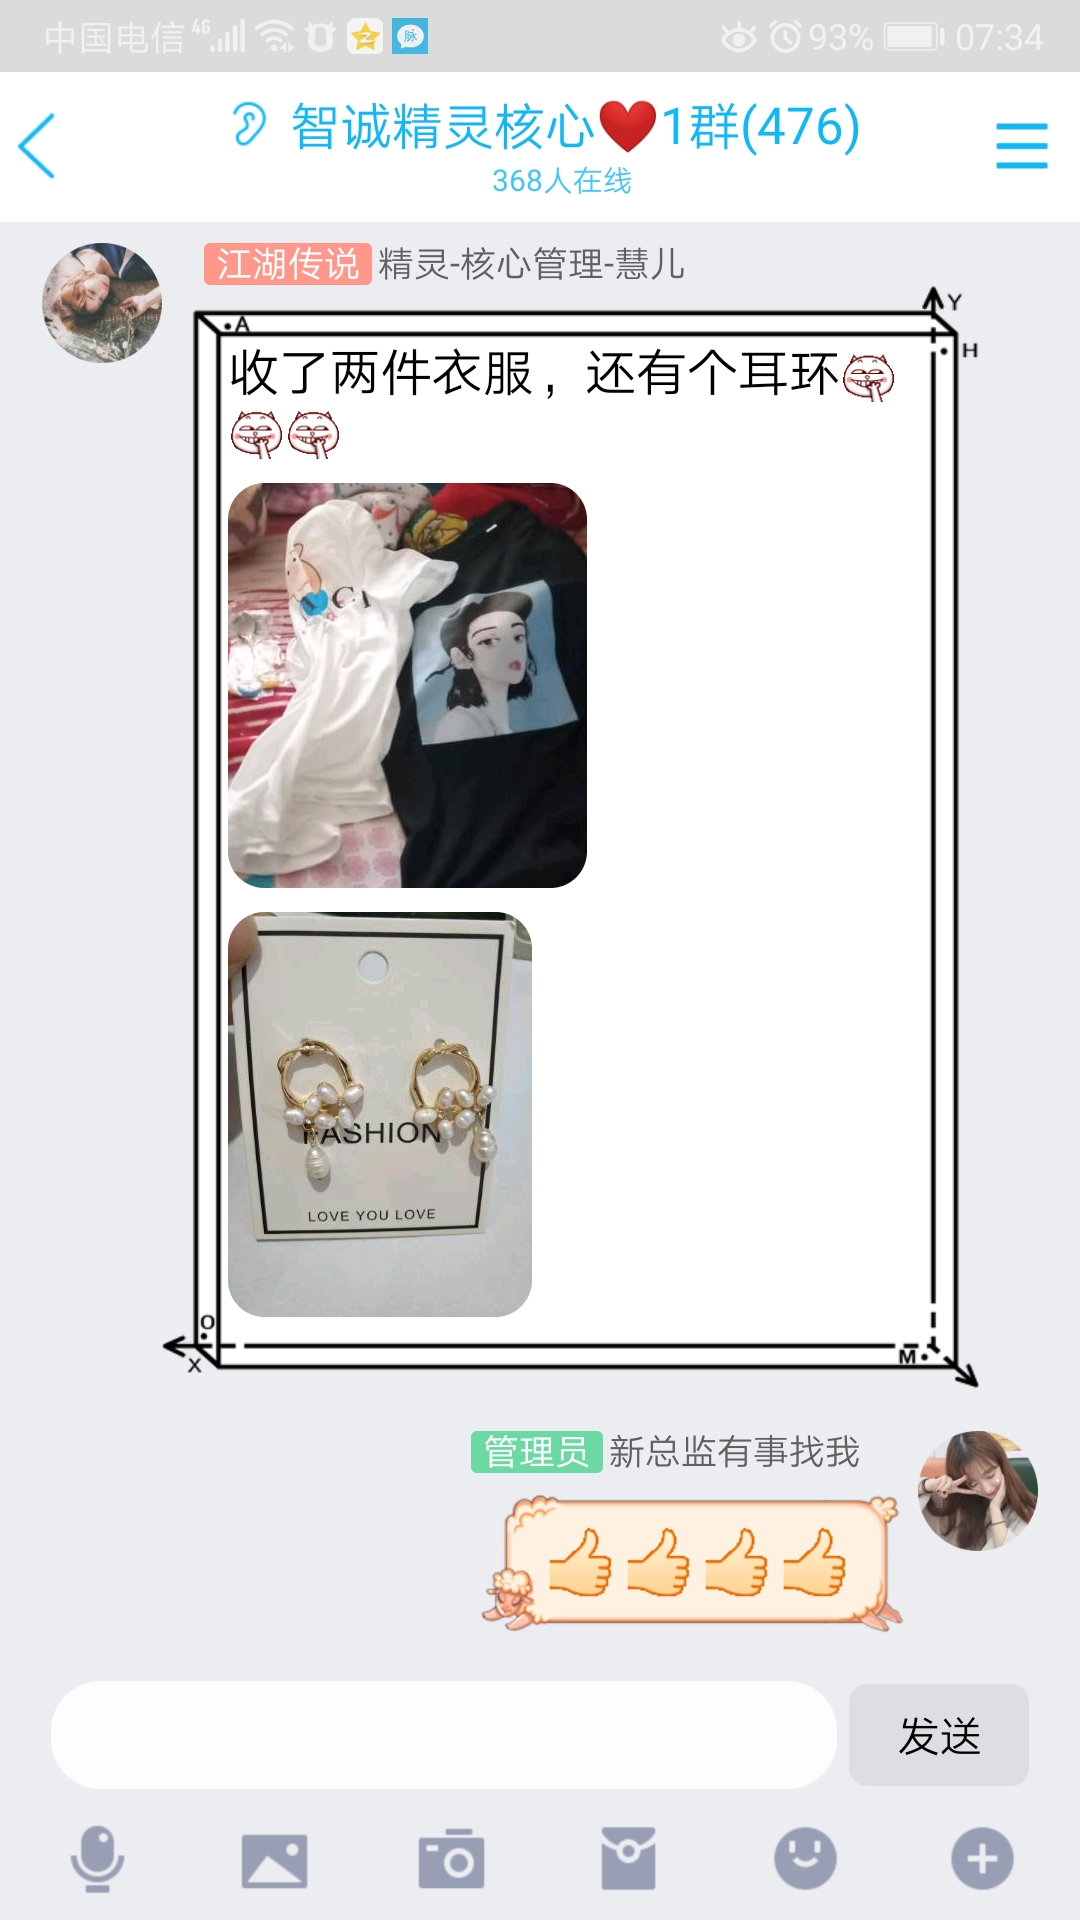 中国电信 4G 脉 93% 07:34
智诚精灵核心❤1群(476)
368人在线
江湖传说 精灵-核心管理-慧儿
Y
A
H
收了两件衣服，还有个耳环
FASHION
LOVE YOU LOVE
O
X
M
管理员 新总监有事找我
发送